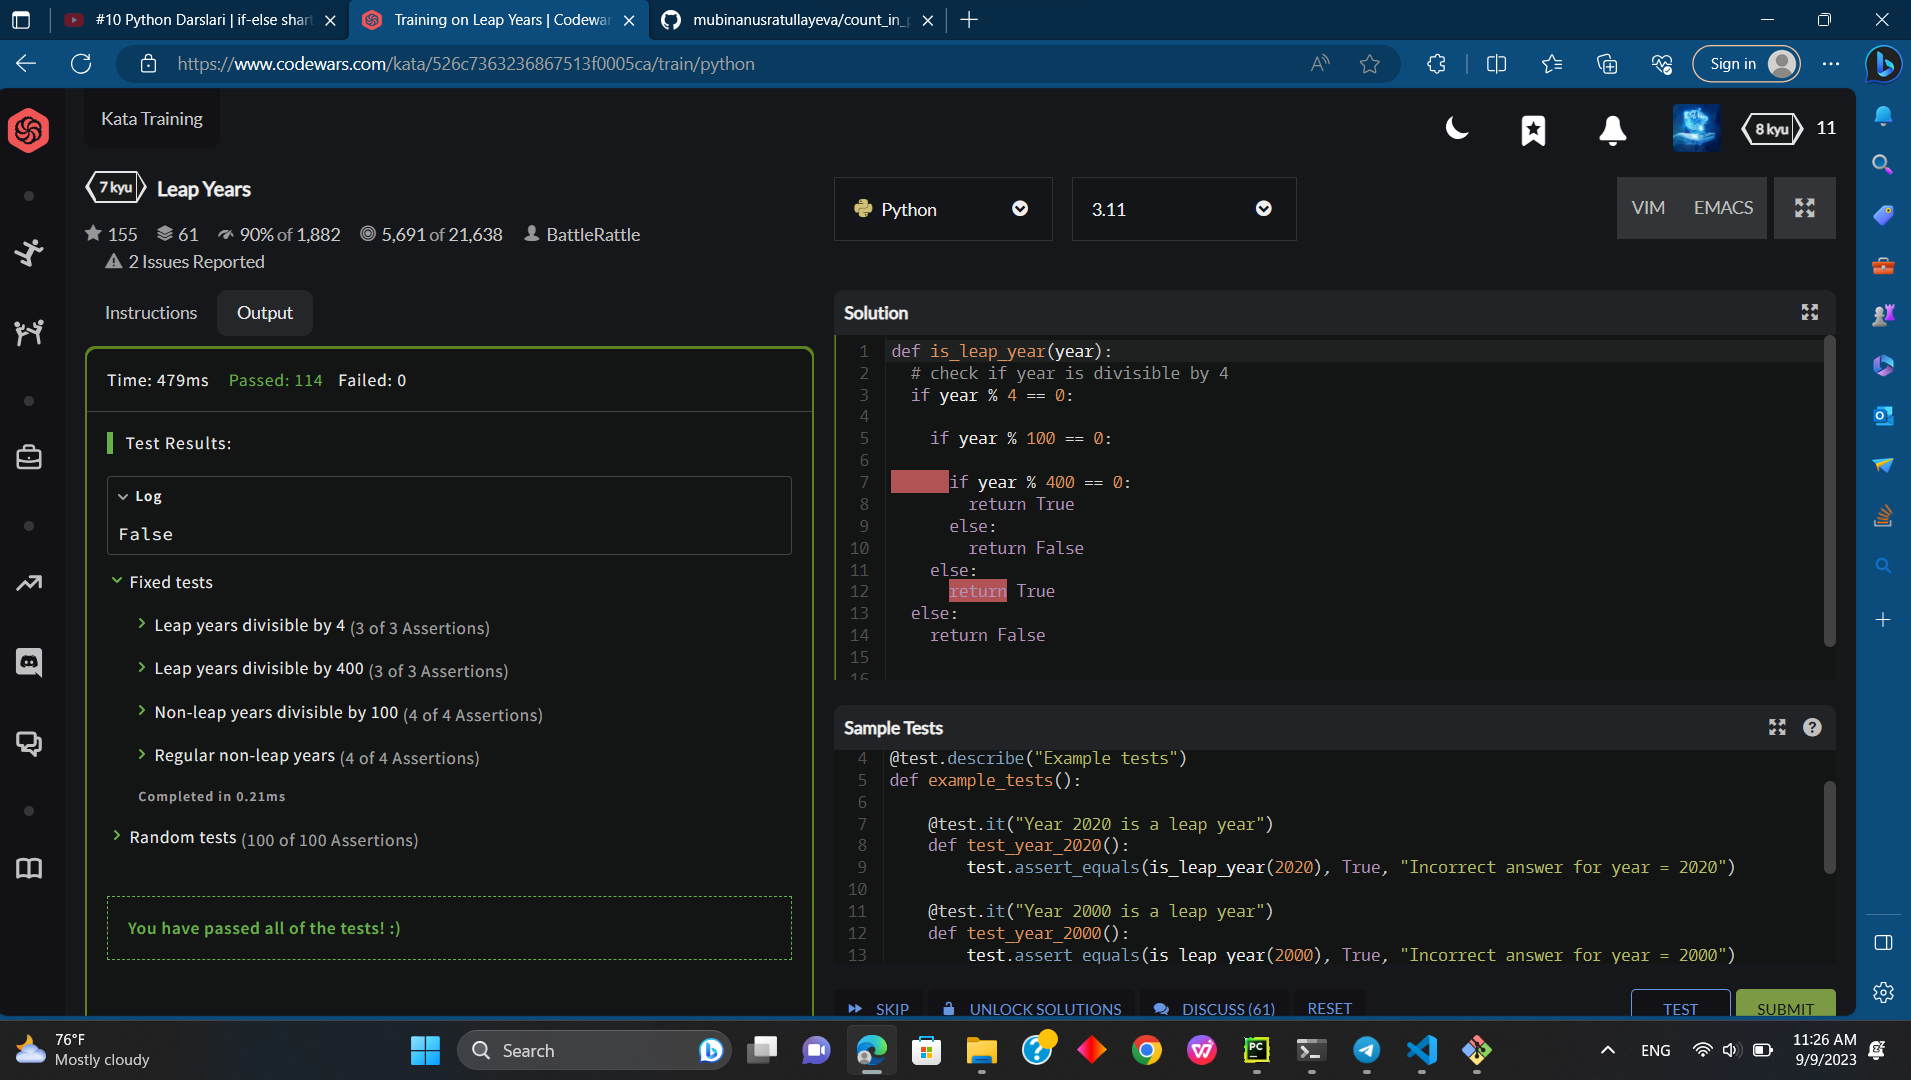 #10 Python Darslari | if-else shart
Training on Leap Years | Codewar
mubinanusratullayeva/count_in_p
https://www.codewars.com/kata/526c7363236867513f0005ca/train/python
Sign in
Kata Training
8 kyu
11
7 kyu
Leap Years
155
61
90% of 1,882
5,691 of 21,638
BattleRattle
2 Issues Reported
Python
3.11
VIM
EMACS
Instructions
Output
Time: 479ms Passed: 114 Failed: 0
Test Results:
Log
False
Fixed tests
Leap years divisible by 4 (3 of 3 Assertions)
Leap years divisible by 400 (3 of 3 Assertions)
Non-leap years divisible by 100 (4 of 4 Assertions)
Regular non-leap years (4 of 4 Assertions)
Completed in 0.21ms
Random tests (100 of 100 Assertions)
You have passed all of the tests! :)
Solution
1 def is_leap_year(year):
2 # check if year is divisible by 4
3 if year % 4 == 0:
4
5 if year % 100 == 0:
6
7 if year % 400 == 0:
8 return True
9 else:
10 return False
11 else:
12 return True
13 else:
14 return False
15
16
Sample Tests
4 @test.describe("Example tests")
5 def example_tests():
6
7 @test.it("Year 2020 is a leap year")
8 def test_year_2020():
9 test.assert_equals(is_leap_year(2020), True, "Incorrect answer for year = 2020")
10
11 @test.it("Year 2000 is a leap year")
12 def test_year_2000():
13 test.assert_equals(is_leap_year(2000), True, "Incorrect answer for year = 2000")
SKIP
UNLOCK SOLUTIONS
DISCUSS (61)
RESET
TEST
SUBMIT
76°F
Mostly cloudy
Search
PC
ENG
11:26 AM
9/9/2023